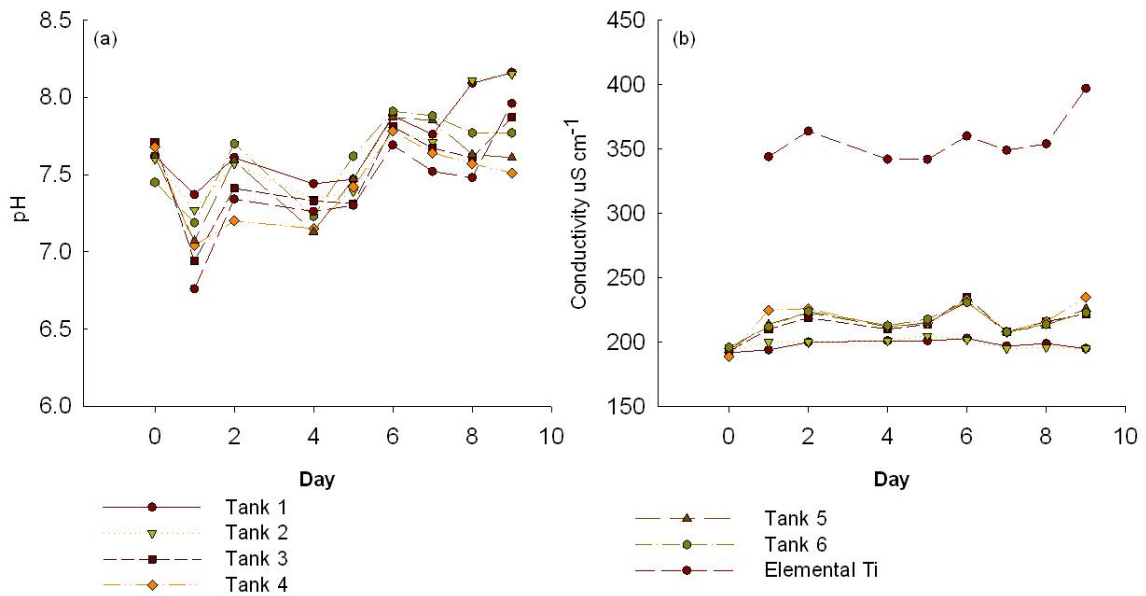 (a)
8.5
8.0
7.5
7.0
6.5
6.0
pH
0 2 4 6 8 10
Day
Tank 1
Tank 2
Tank 3
Tank 4
(b)
450
400
350
300
250
200
150
Conductivity uS cm-1
0 2 4 6 8 10
Day
Tank 5
Tank 6
Elemental Ti